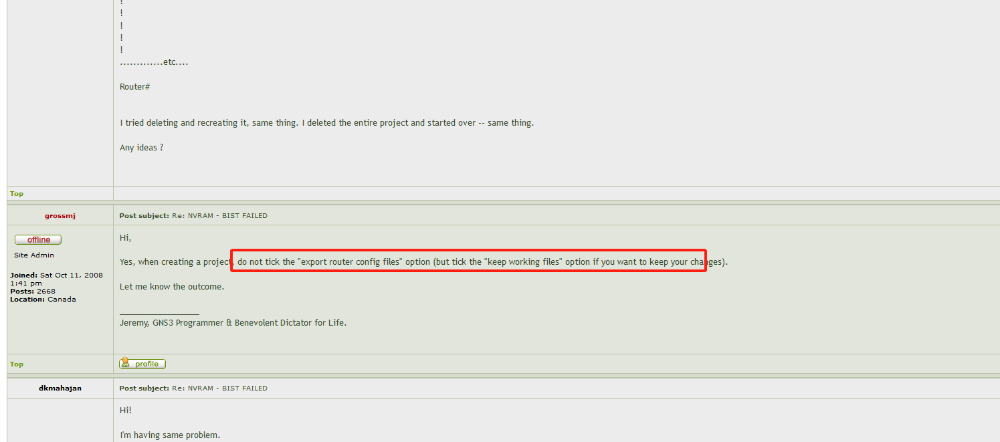 !
!
!
!
!
.............etc....
Router#
I tried deleting and recreating it, same thing. I deleted the entire project and started over -- same thing.
Any ideas ?
Top
grossmj
Post subject: Re: NVRAM - BIST FAILED
offline
Site Admin
Joined: Sat Oct 11, 2008
1:41 pm
Posts: 2668
Location: Canada
Hi,
Yes, when creating a project, do not tick the "export router config files" option (but tick the "keep working files" option if you want to keep your changes).
Let me know the outcome.
_________________
Jeremy, GNS3 Programmer & Benevolent Dictator for Life.
Top
profile
dkmahajan
Post subject: Re: NVRAM - BIST FAILED
Hi!
I'm having same problem.